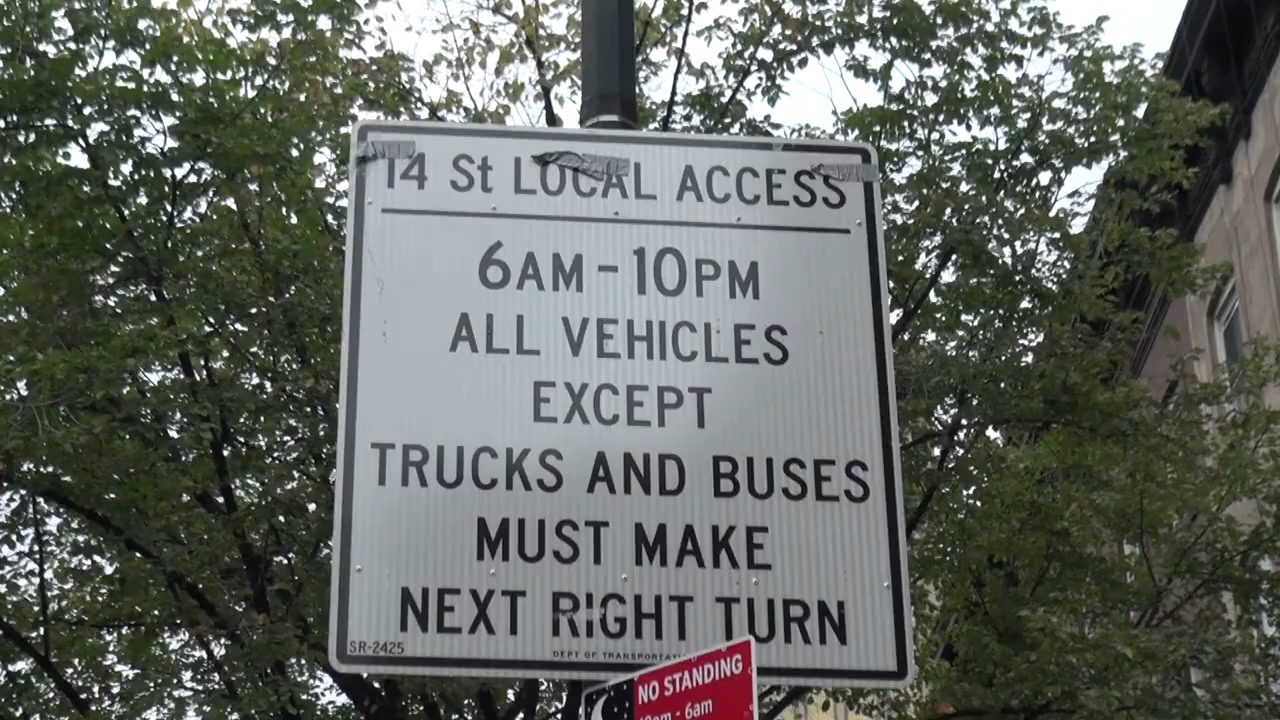 14 St LOCAL ACCESS
6AM - 10PM
ALL VEHICLES
EXCEPT
TRUCKS AND BUSES
MUST MAKE
NEXT RIGHT TURN
SR-2425
DEPT OF
NO STANDING
- 6am